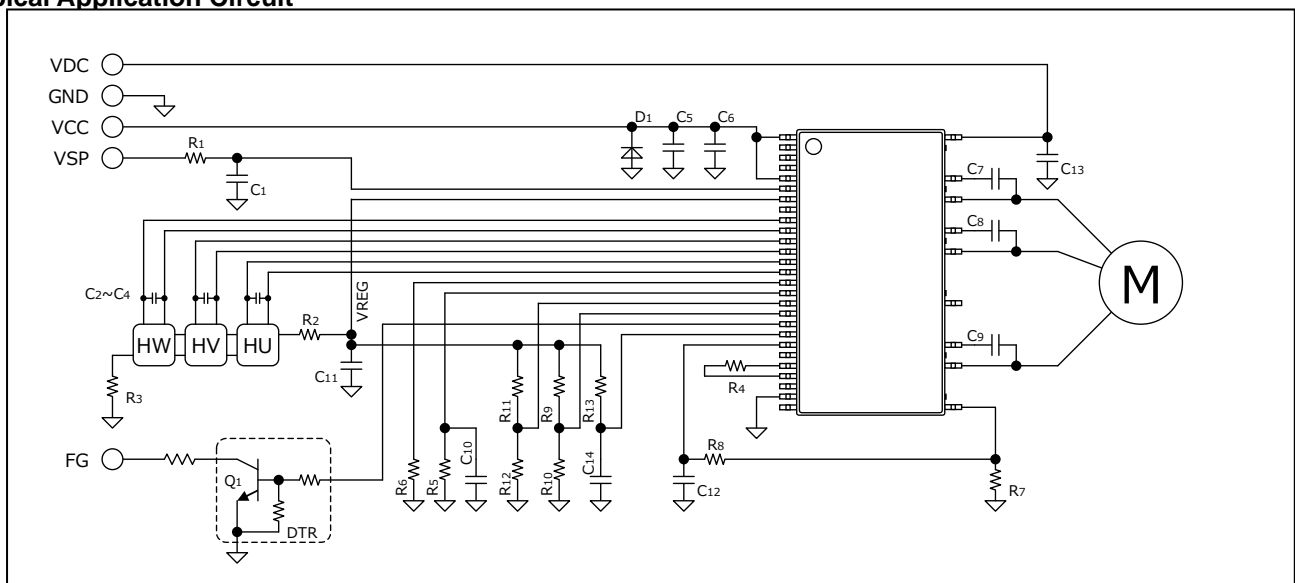 Typical Application Circuit
VDC
GND
VCC
VSP
R1
C1
D1
C5
C6
C13
C7
C8
C9
M
C2~C4
HW
HV
HU
R2
VREG
R3
C11
R11
R9
R13
R4
FG
Q1
DTR
R6
R5
C10
R12
R10
C14
R8
C12
R7